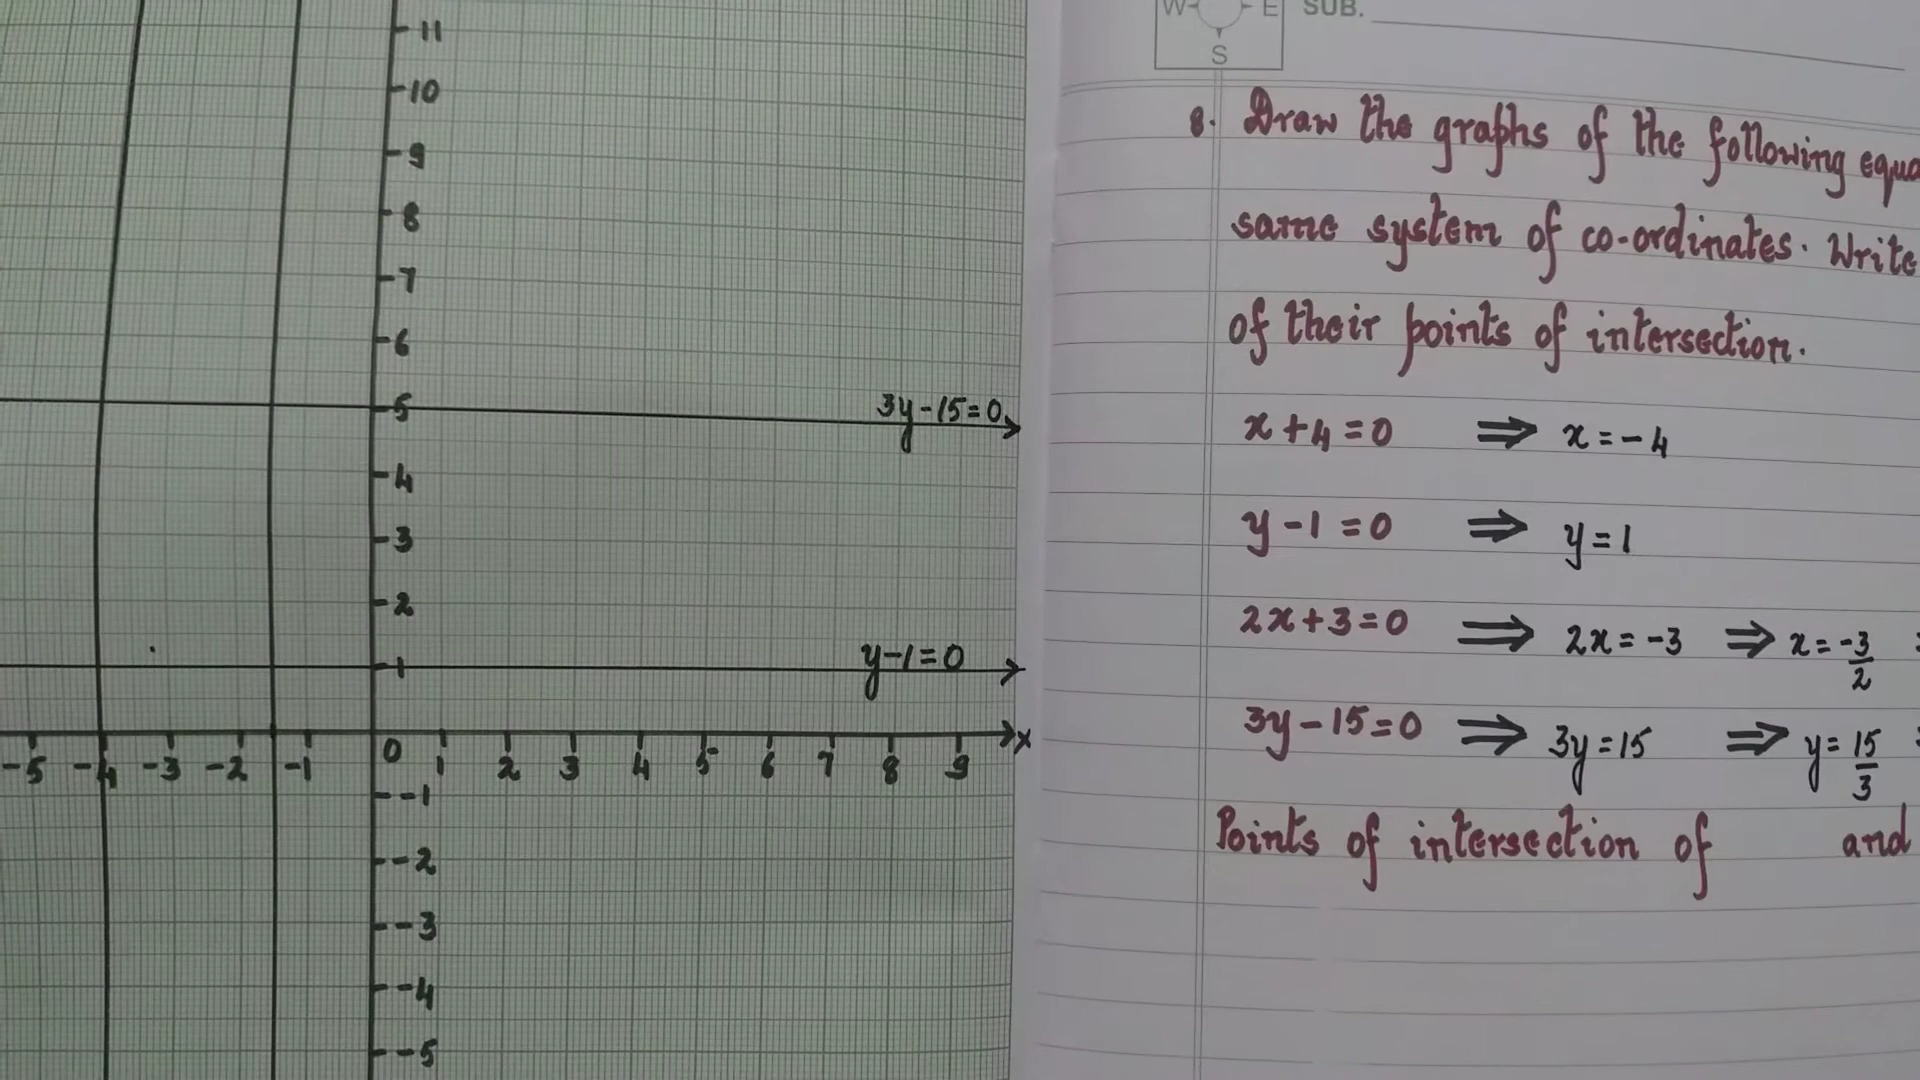 11
10
9
8
7
6
5
3y-15=0
4
3
2
y-1=0
1
-5 -4 -3 -2 -1 0 1 2 3 4 5 6 7 8 9 x
-1
-2
-3
-4
-5
W E SUB.
S
8. Draw the graphs of the following equa
same system of co-ordinates. Write
of their points of intersection.
x+4=0 ⇒ x=-4
y-1=0 ⇒ y=1
2x+3=0 ⇒ 2x=-3 ⇒ x=-3/2
3y-15=0 ⇒ 3y=15 ⇒ y=15/3
Points of intersection of and